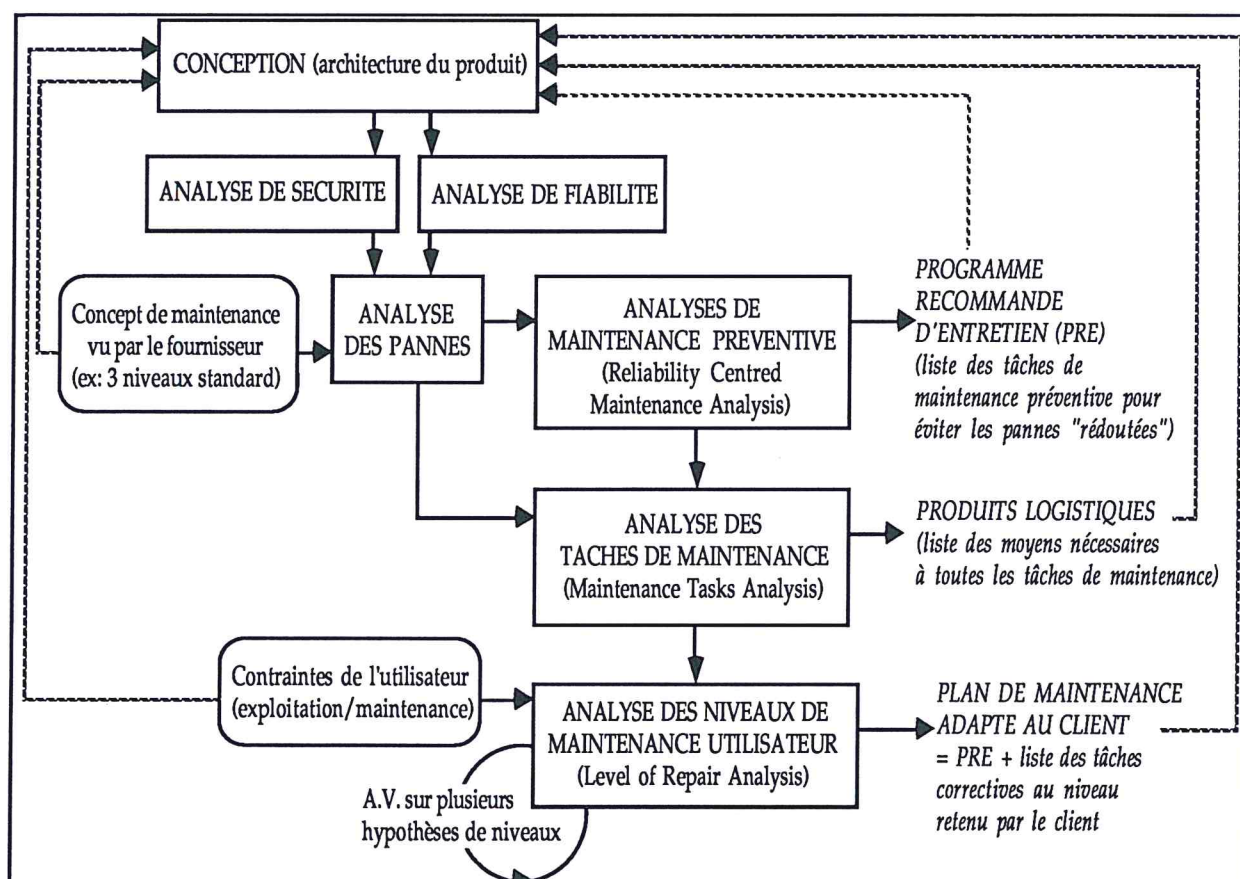 CONCEPTION (architecture du produit)
ANALYSE DE SECURITE
ANALYSE DE FIABILITE
Concept de maintenance
vu par le fournisseur
(ex: 3 niveaux standard)
ANALYSE
DES PANNES
ANALYSES DE
MAINTENANCE PREVENTIVE
(Reliability Centred
Maintenance Analysis)
PROGRAMME
RECOMMANDE
D'ENTRETIEN (PRE)
(liste des tâches de
maintenance préventive pour
éviter les pannes "rédoutées")
ANALYSE DES
TACHES DE MAINTENANCE
(Maintenance Tasks Analysis)
PRODUITS LOGISTIQUES
(liste des moyens nécessaires
à toutes les tâches de maintenance)
Contraintes de l'utilisateur
(exploitation/maintenance)
ANALYSE DES NIVEAUX DE
MAINTENANCE UTILISATEUR
(Level of Repair Analysis)
PLAN DE MAINTENANCE
ADAPTE AU CLIENT
= PRE + liste des tâches
correctives au niveau
retenu par le client
A.V. sur plusieurs
hypothèses de niveaux